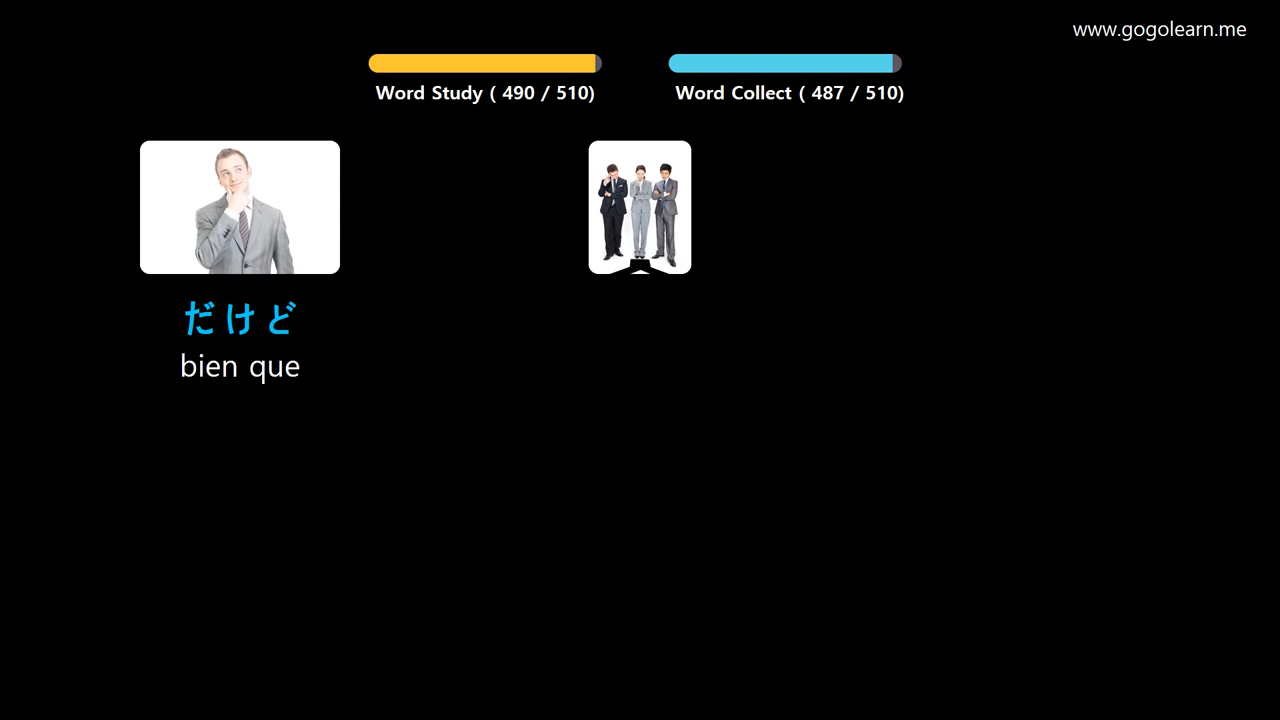 www.gogolearn.me
Word Study ( 490 / 510)
Word Collect ( 487 / 510)
だけど
bien que